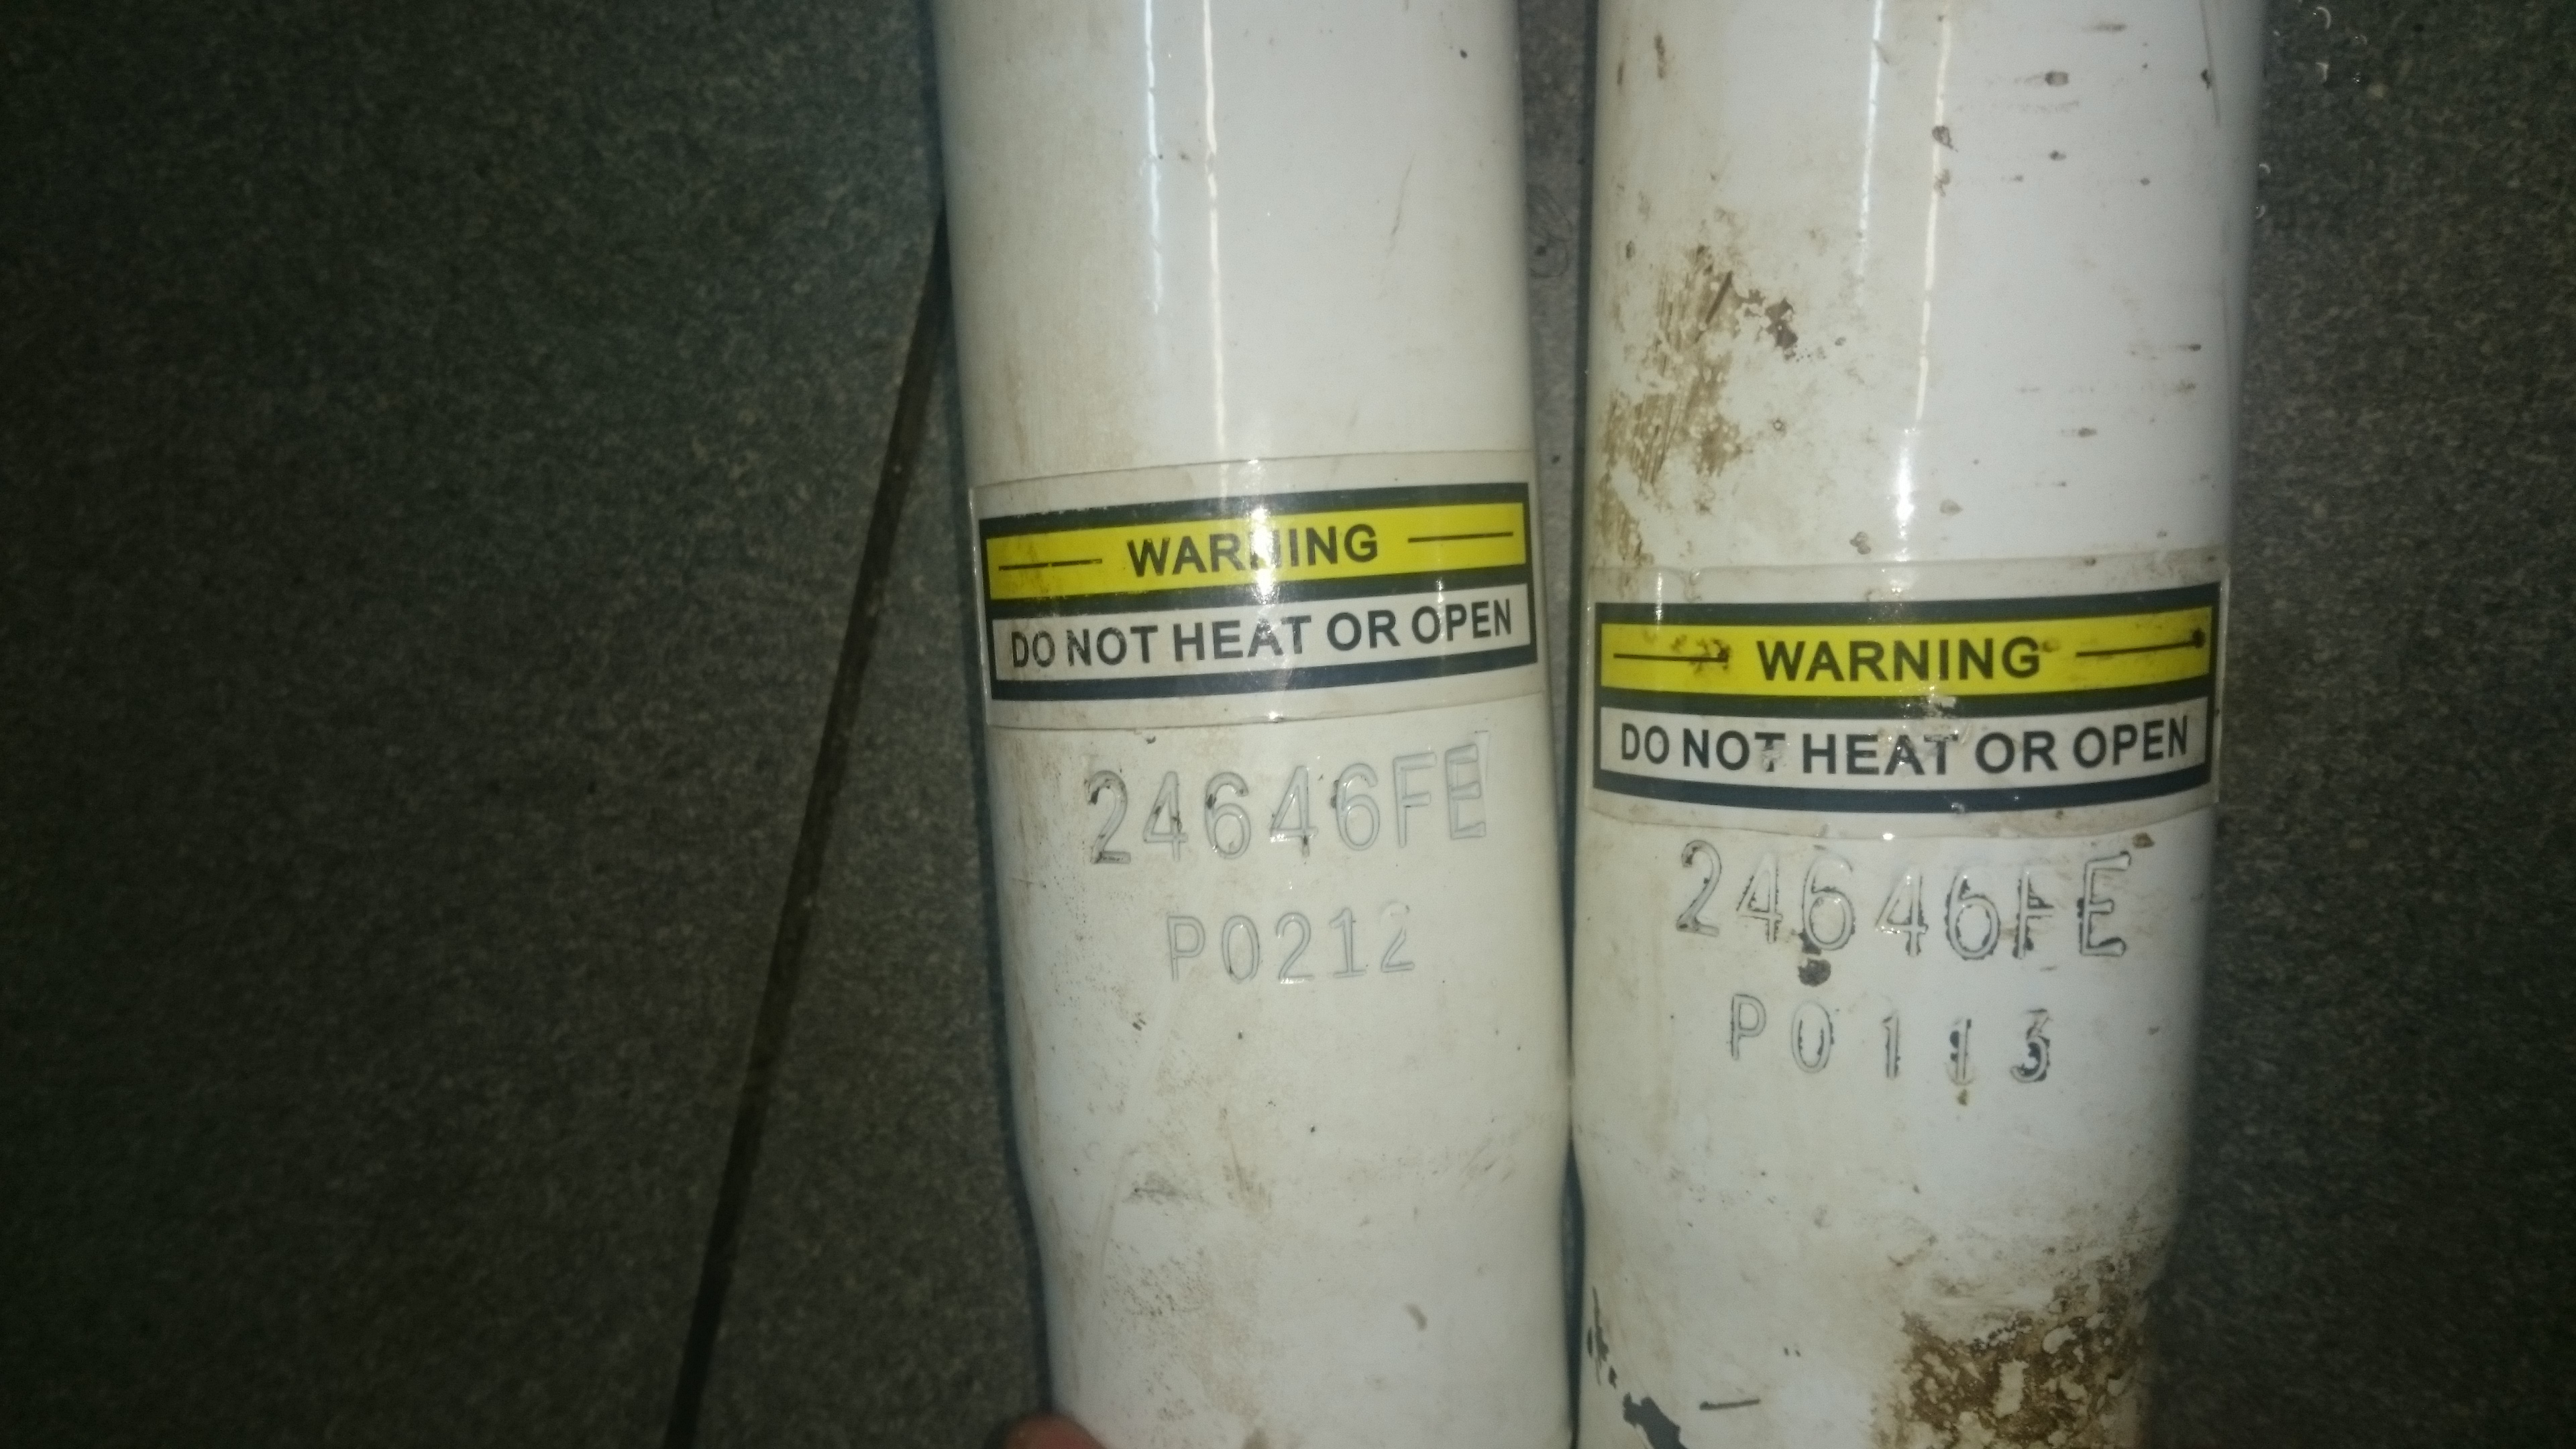 WARNING
DO NOT HEAT OR OPEN
24646FE
P0212
WARNING
DO NOT HEAT OR OPEN
24646FE
P0113